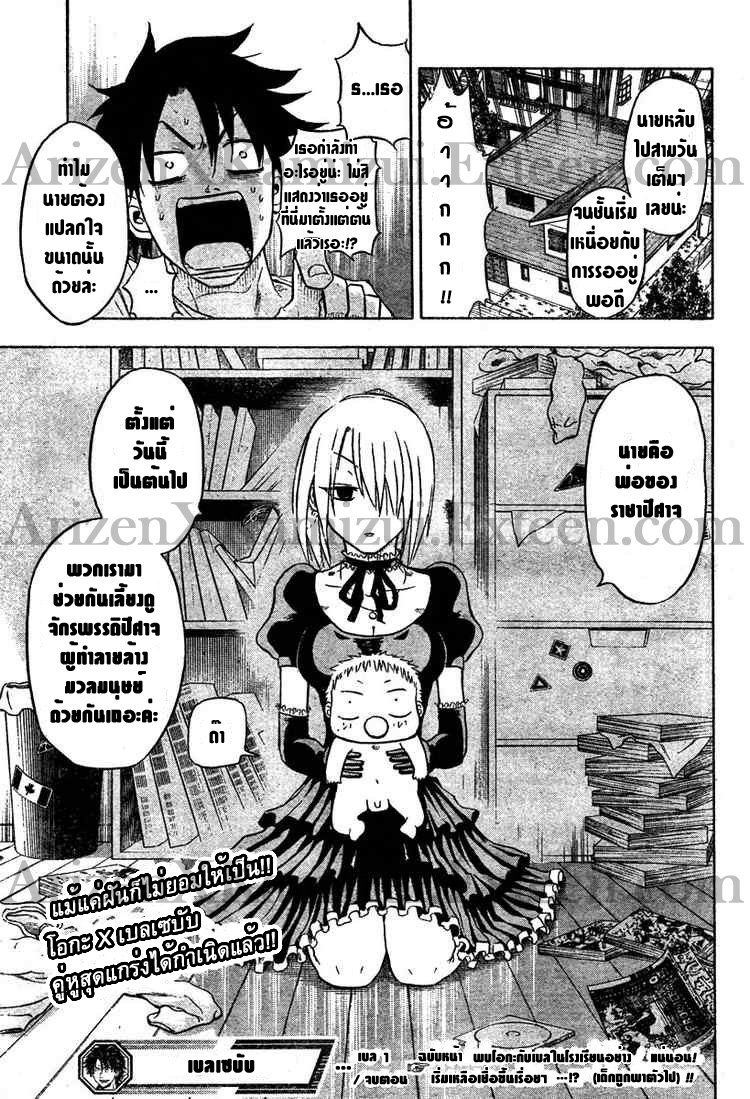 นายหลับ
ไปสามวัน
เต็มๆ
เลยน่ะ
จนชั้นเริ่ม
เหนื่อยกับ
การรออยู่
พอดี
อ้ากกก!!
ธ...เธอ
เธอกำลังทำ
อะไรอยู่น่ะ ไม่สิ
แสดงว่าเธออยู่
ที่นี่มาตั้งแต่ต้น
แล้วเรอะ!?
ทำไม
นายต้อง
แปลกใจ
ขนาดนั้น
ด้วยล่ะ
...
นายคือ
พ่อของ
ราชาปีศาจ
ตั้งแต่
วันนี้
เป็นต้นไป
พวกเรามา
ช่วยกันเลี้ยงดู
จักรพรรดิปีศาจ
ผู้ทำลายล้าง
มวลมนุษย์
ด้วยกันเถอะค่ะ
ด๊า
แม้แต่ฝันก็ไม่ยอมให้เป็น!!
โอกะ X เบลเซบับ
คู่หูสุดแกร่งได้กำเนิดแล้ว!!
เบลเซบับ
... เบล 1
/ จบตอน
ฉบับหน้า พบโอกะกับเบลในโรงเรียนอย่าง แน่นอน!
เริ่มเหลือเชื่อขึ้นเรื่อยๆ ...!? (เด็กถูกพาตัวไป) !!
ArizenXYamizui.Exteen.com
ArizenXYamizui.Exteen.com
ArizenXYamizui.Exteen.com